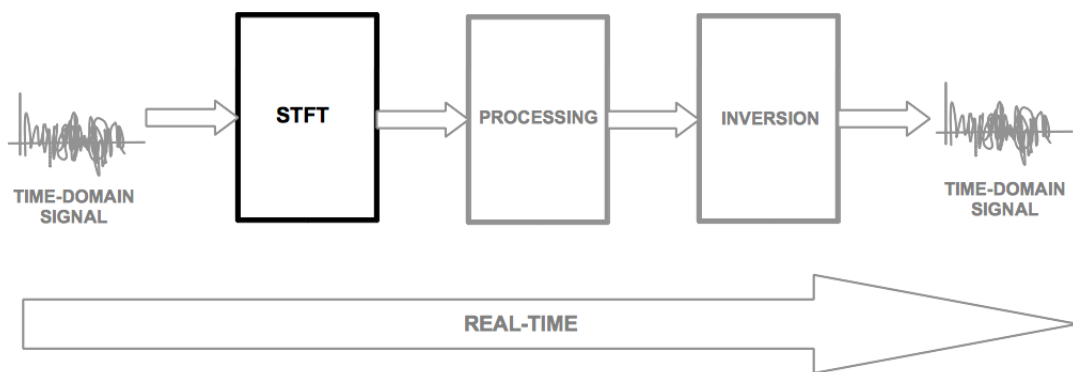 STFT
PROCESSING
INVERSION
TIME-DOMAIN
SIGNAL
TIME-DOMAIN
SIGNAL
REAL-TIME